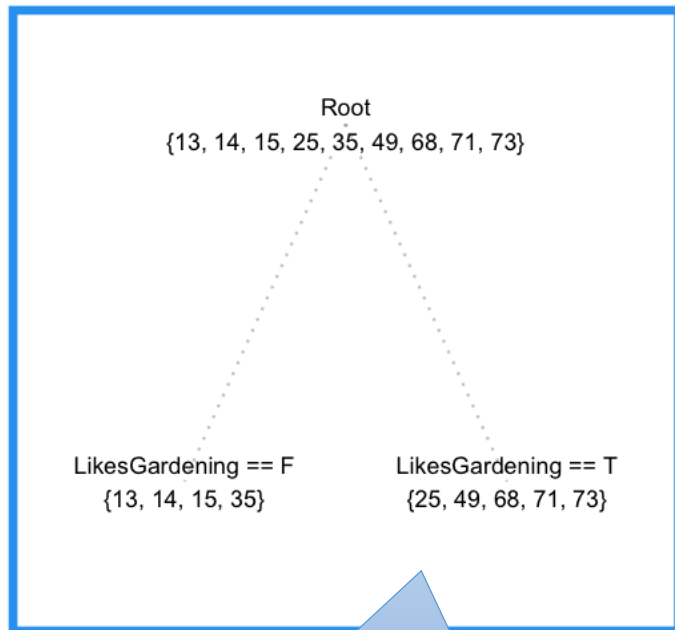 Root
{13, 14, 15, 25, 35, 49, 68, 71, 73}
LikesGardening == F
LikesGardening == T
{13, 14, 15, 35}
{25, 49, 68, 71, 73}